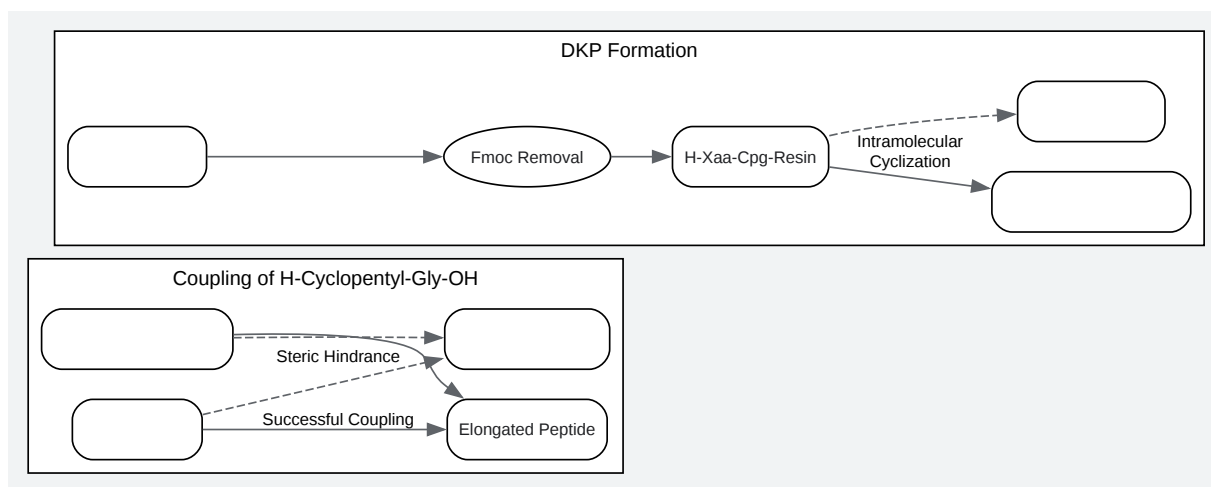 DKP Formation
Fmoc Removal
H-Xaa-Cpg-Resin
Intramolecular
Cyclization
Coupling of H-Cyclopentyl-Gly-OH
Steric Hindrance
Successful Coupling
Elongated Peptide